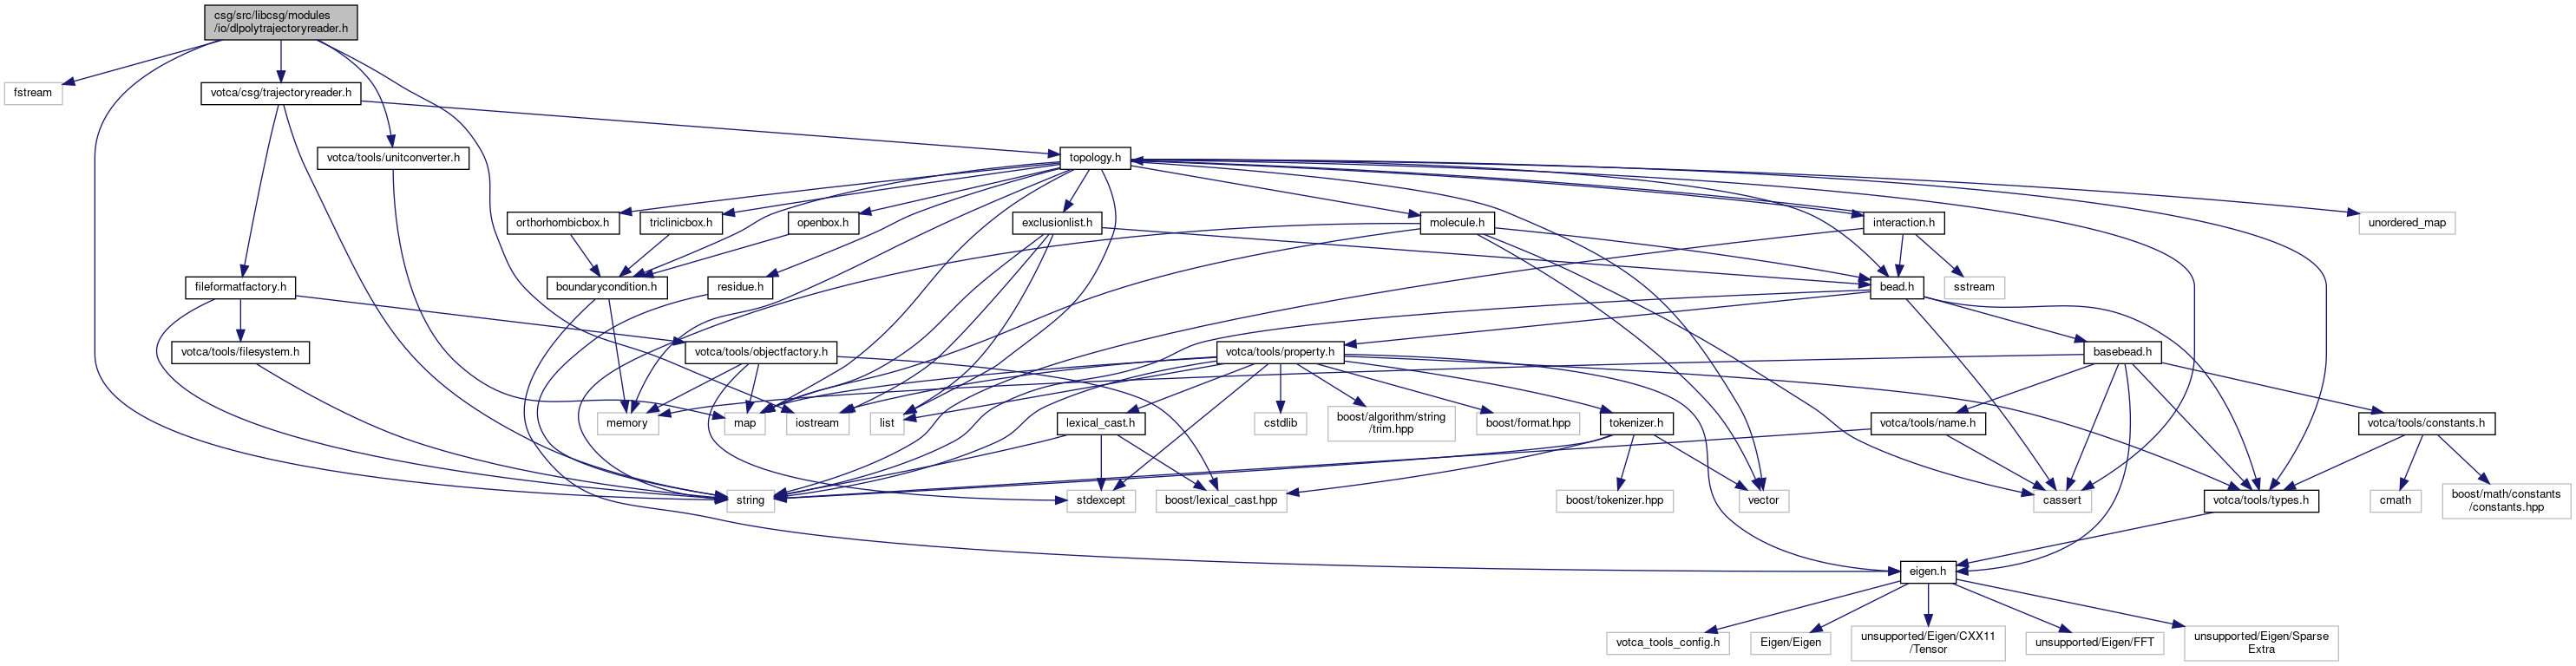 csg/src/libcsg/modules
/io/dlpolytrajectoryreader.h
fstream
votca/csg/trajectoryreader.h
votca/tools/unitconverter.h
topology.h
orthorhombicbox.h
triclinicbox.h
openbox.h
exclusionlist.h
molecule.h
interaction.h
unordered_map
fileformatfactory.h
boundarycondition.h
residue.h
bead.h
sstream
votca/tools/filesystem.h
votca/tools/objectfactory.h
votca/tools/property.h
basebead.h
memory
map
iostream
list
lexical_cast.h
cstdlib
boost/algorithm/string
/trim.hpp
boost/format.hpp
tokenizer.h
votca/tools/name.h
votca/tools/constants.h
string
stdexcept
boost/lexical_cast.hpp
boost/tokenizer.hpp
vector
cassert
votca/tools/types.h
cmath
boost/math/constants
/constants.hpp
eigen.h
votca_tools_config.h
Eigen/Eigen
unsupported/Eigen/CXX11
/Tensor
unsupported/Eigen/FFT
unsupported/Eigen/Sparse
Extra